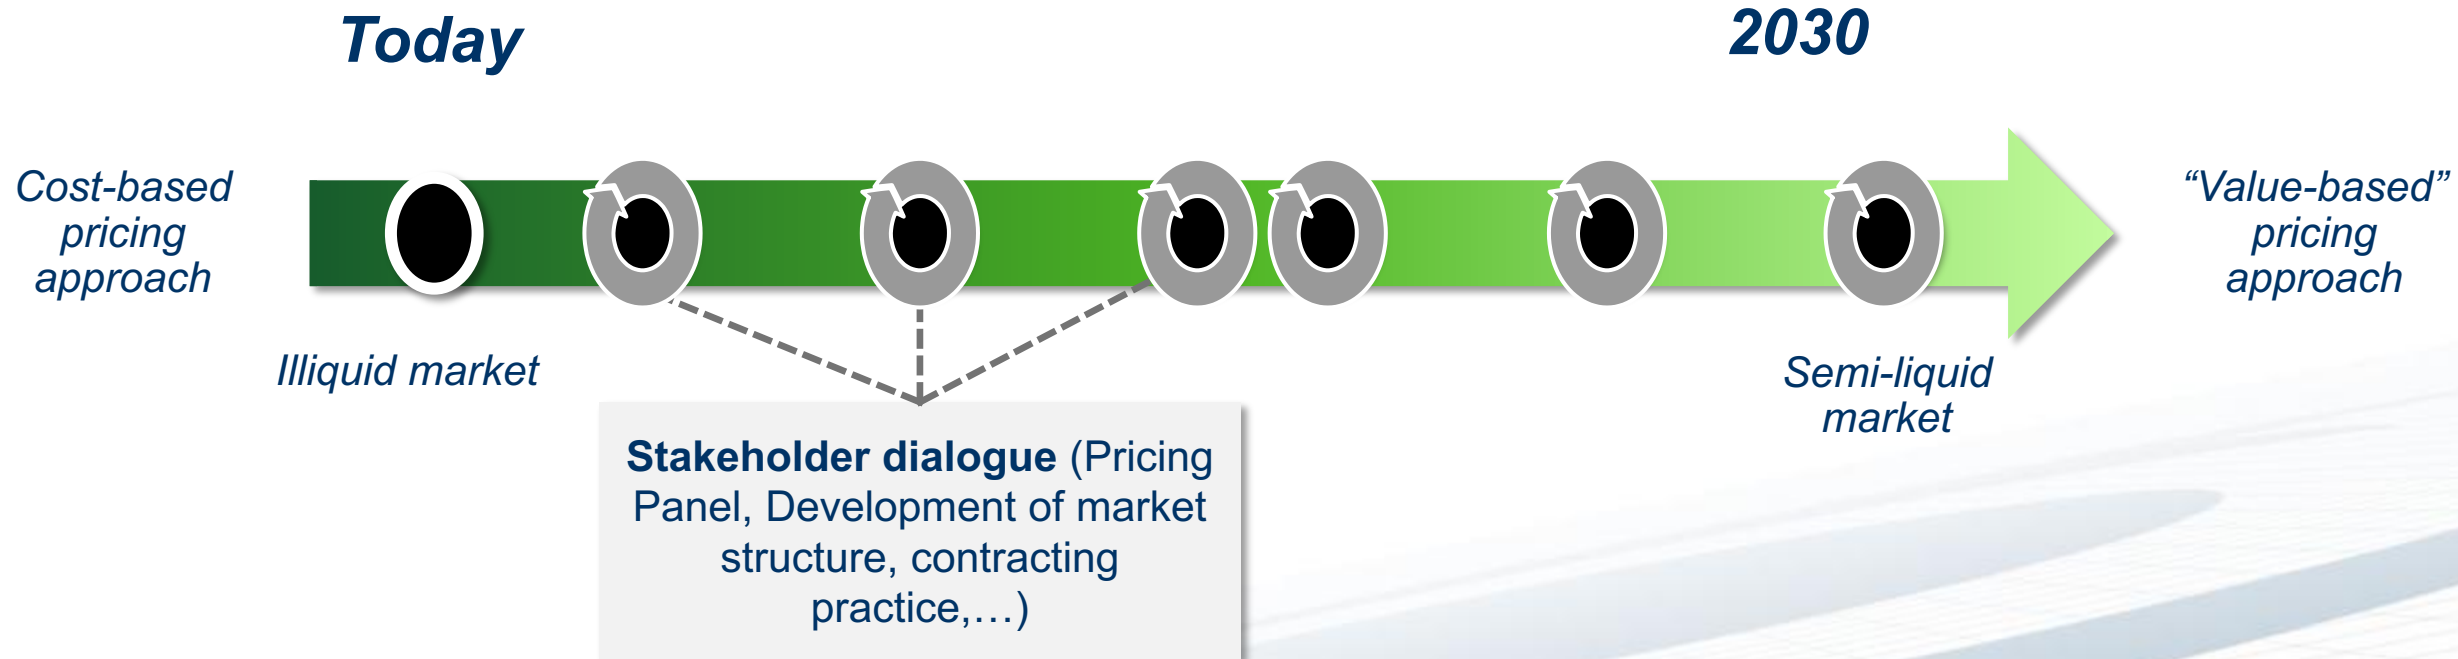 Today
2030
Cost-based
pricing
approach
“Value-based”
pricing
approach
Illiquid market
Semi-liquid
market
Stakeholder dialogue (Pricing
Panel, Development of market
structure, contracting
practice,…)